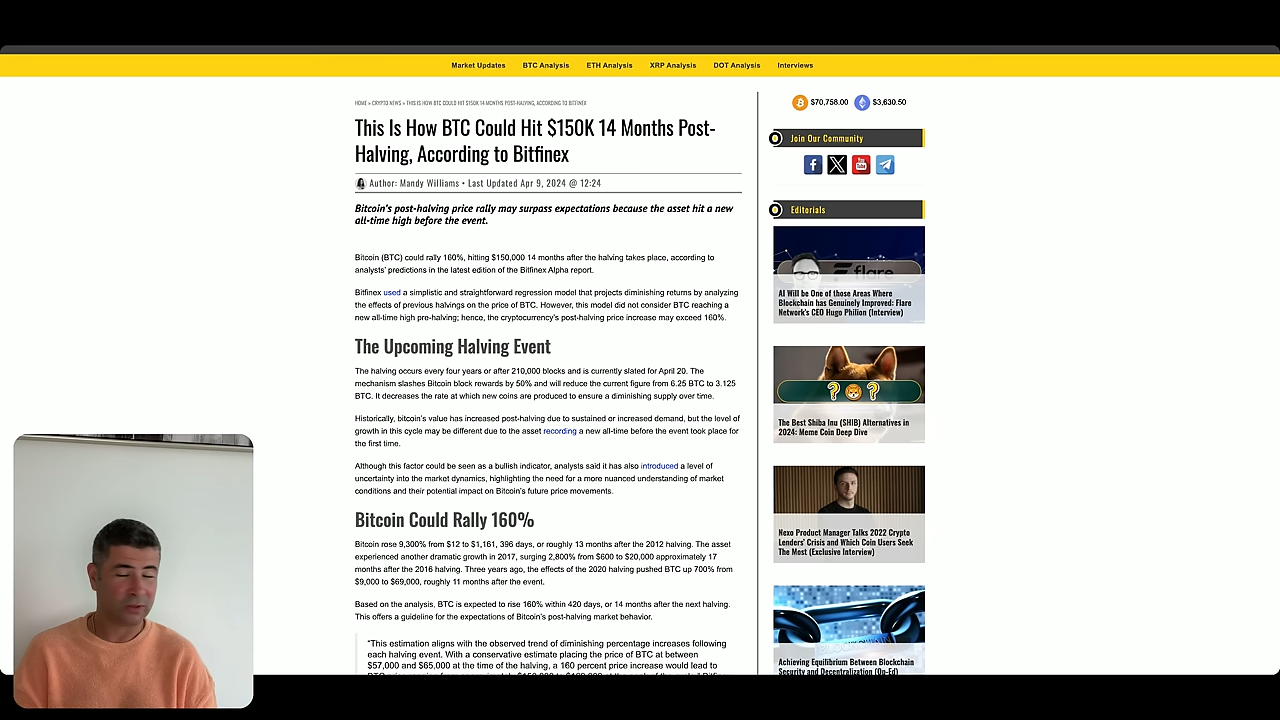 Market Updates BTC Analysis ETH Analysis XRP Analysis DOT Analysis Interviews
HOME » CRYPTO NEWS » THIS IS HOW BTC COULD HIT $150K 14 MONTHS POST-HALVING, ACCORDING TO BITFINEX
This Is How BTC Could Hit $150K 14 Months Post-
Halving, According to Bitfinex
Author: Mandy Williams • Last Updated Apr 9, 2024 @ 12:24
Bitcoin's post-halving price rally may surpass expectations because the asset hit a new
all-time high before the event.
Bitcoin (BTC) could rally 160%, hitting $150,000 14 months after the halving takes place, according to
analysts' predictions in the latest edition of the Bitfinex Alpha report.
Bitfinex used a simplistic and straightforward regression model that projects diminishing returns by analyzing
the effects of previous halvings on the price of BTC. However, this model did not consider BTC reaching a
new all-time high pre-halving; hence, the cryptocurrency's post-halving price increase may exceed 160%.
The Upcoming Halving Event
The halving occurs every four years or after 210,000 blocks and is currently slated for April 20. The
mechanism slashes Bitcoin block rewards by 50% and will reduce the current figure from 6.25 BTC to 3.125
BTC. It decreases the rate at which new coins are produced to ensure a diminishing supply over time.
Historically, bitcoin's value has increased post-halving due to sustained or increased demand, but the level of
growth in this cycle may be different due to the asset recording a new all-time before the event took place for
the first time.
Although this factor could be seen as a bullish indicator, analysts said it has also introduced a level of
uncertainty into the market dynamics, highlighting the need for a more nuanced understanding of market
conditions and their potential impact on Bitcoin's future price movements.
Bitcoin Could Rally 160%
Bitcoin rose 9,300% from $12 to $1,161, 396 days, or roughly 13 months after the 2012 halving. The asset
experienced another dramatic growth in 2017, surging 2,800% from $600 to $20,000 approximately 17
months after the 2016 halving. Three years ago, the effects of the 2020 halving pushed BTC up 700% from
$9,000 to $69,000, roughly 11 months after the event.
Based on the analysis, BTC is expected to rise 160% within 420 days, or 14 months after the next halving.
This offers a guideline for the expectations of Bitcoin's post-halving market behavior.
"This estimation aligns with the observed trend of diminishing percentage increases following
each halving event. With a conservative estimate placing the price of BTC at between
$57,000 and $65,000 at the time of the halving, a 160 percent price increase would lead to
$70,758.00 $3,630.50
Join Our Community
Editorials
flare
AI Will be One of those Areas Where
Blockchain has Genuinely Improved: Flare
Network's CEO Hugo Philion (Interview)
The Best Shiba Inu (SHIB) Alternatives in
2024: Meme Coin Deep Dive
Nexo Product Manager Talks 2022 Crypto
Lenders' Crisis and Which Coin Users Seek
The Most (Exclusive Interview)
Achieving Equilibrium Between Blockchain
Security and Decentralization (Op-Ed)